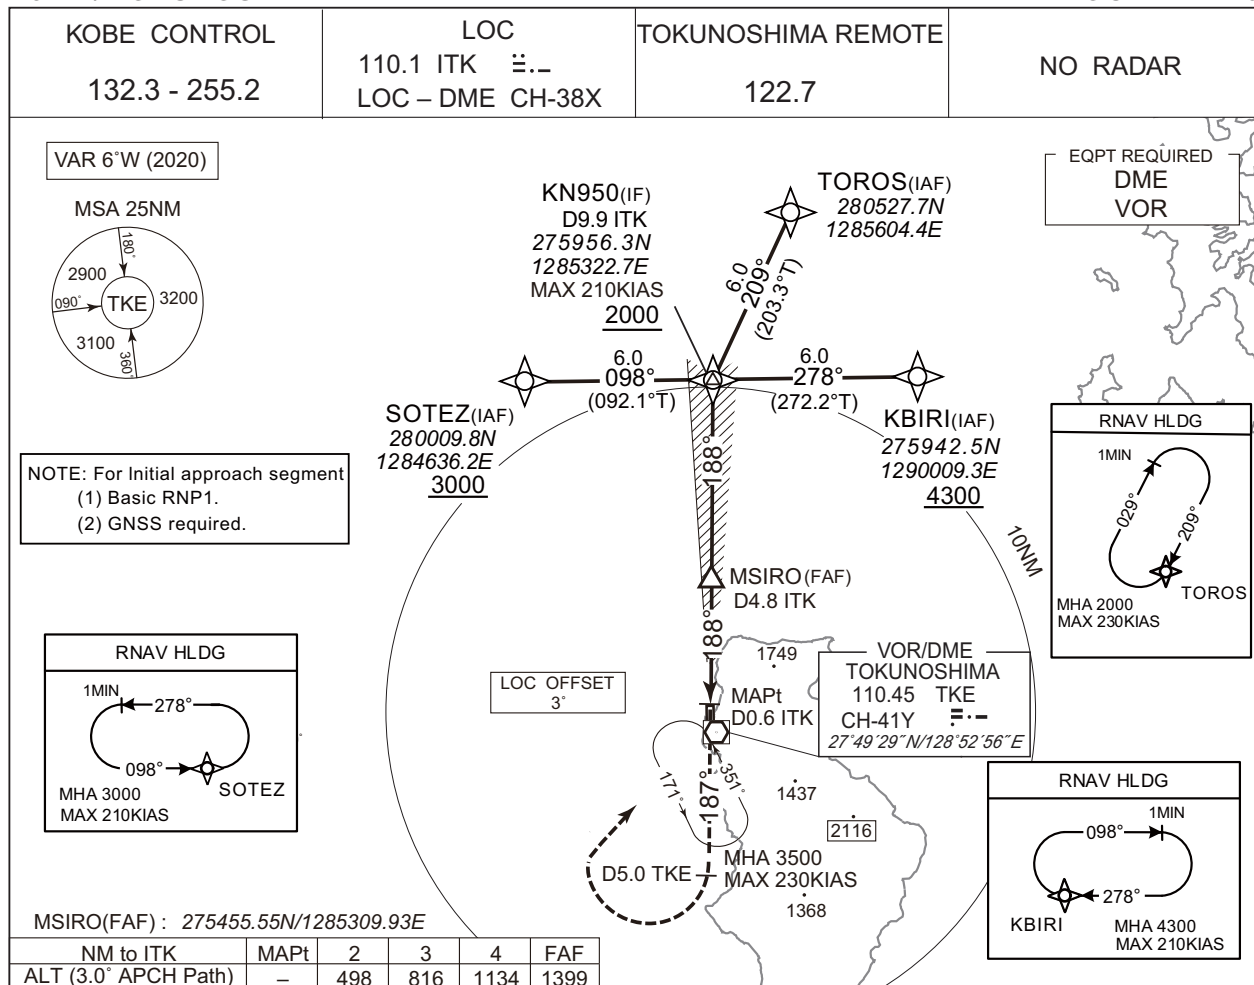 KOBE CONTROL
132.3 - 255.2
LOC
110.1 ITK
LOC – DME CH-38X
TOKUNOSHIMA REMOTE
122.7
NO RADAR
VAR 6˚W (2020)
MSA 25NM
180˚
2900
090˚
TKE
3200
3100
360˚
KN950(IF)
D9.9 ITK
275956.3N
1285322.7E
MAX 210KIAS
2000
TOROS(IAF)
280527.7N
1285604.4E
6.0
209°
(203.3°T)
EQPT REQUIRED
DME
VOR
6.0
098°
(092.1°T)
6.0
278°
(272.2°T)
SOTEZ(IAF)
280009.8N
1284636.2E
3000
KBIRI(IAF)
275942.5N
1290009.3E
4300
NOTE: For Initial approach segment
(1) Basic RNP1.
(2) GNSS required.
188°
10NM
RNAV HLDG
1MIN
029°
209°
TOROS
MHA 2000
MAX 230KIAS
MSIRO(FAF)
D4.8 ITK
188°
RNAV HLDG
1MIN
278°
098°
SOTEZ
MHA 3000
MAX 210KIAS
LOC OFFSET
3˚
1749
MAPt
D0.6 ITK
VOR/DME
TOKUNOSHIMA
110.45 TKE
CH-41Y
27˚49´29˝N/128˚52´56˝E
171˚
351˚
187°
1437
2116
D5.0 TKE
MHA 3500
MAX 230KIAS
1368
RNAV HLDG
1MIN
098°
278°
KBIRI
MHA 4300
MAX 210KIAS
MSIRO(FAF) : 275455.55N/1285309.93E
NM to ITK MAPt 2 3 4 FAF
ALT (3.0˚ APCH Path) – 498 816 1134 1399